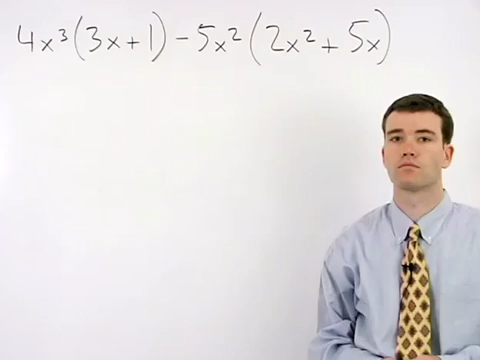 4x³(3x+1) - 5x²(2x² + 5x)